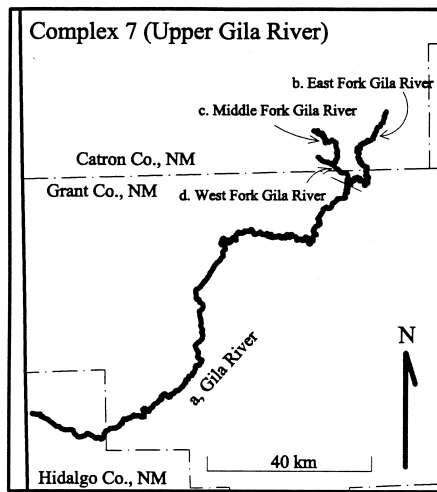 Complex 7 (Upper Gila River)
b. East Fork Gila River
c. Middle Fork Gila River
Catron Co., NM
Grant Co., NM
d. West Fork Gila River
a, Gila River
N
40 km
Hidalgo Co., NM